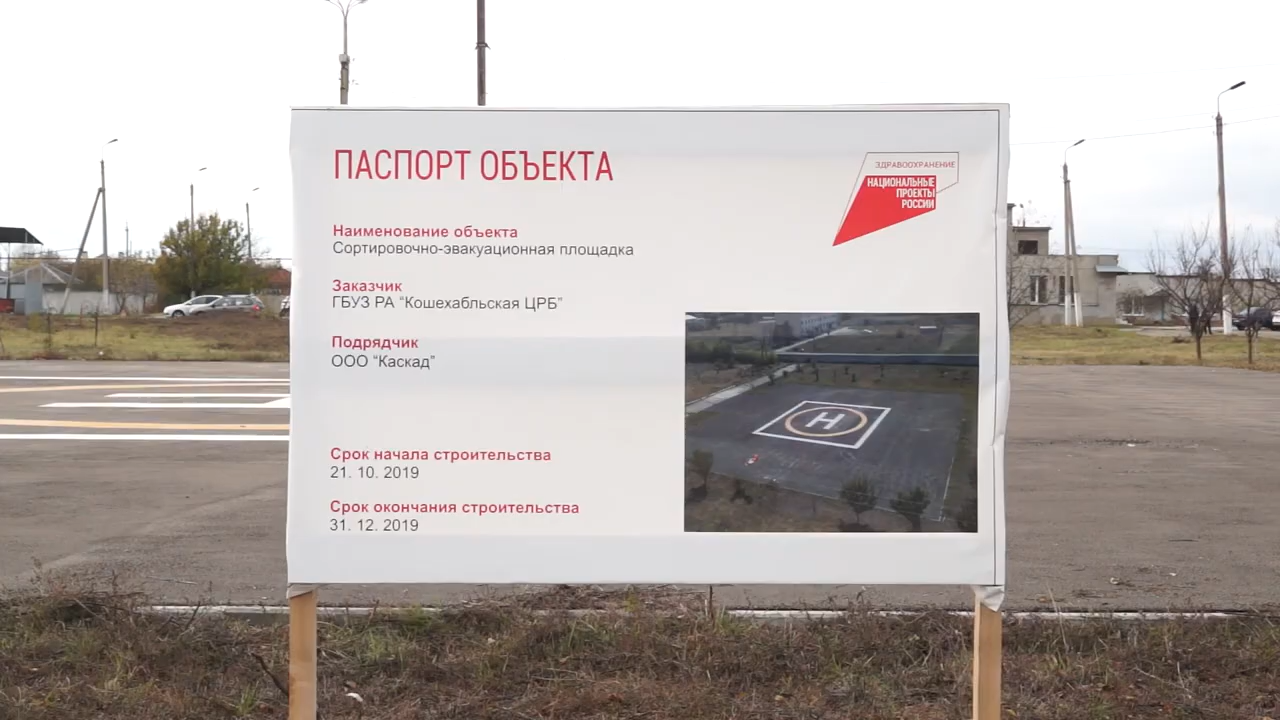 ПАСПОРТ ОБЪЕКТА
ЗДРАВООХРАНЕНИЕ
НАЦИОНАЛЬНЫЕ
ПРОЕКТЫ
РОССИИ
Наименование объекта
Сортировочно-эвакуационная площадка
Заказчик
ГБУЗ РА “Кошехабльская ЦРБ”
Подрядчик
ООО “Каскад”
Срок начала строительства
21. 10. 2019
Срок окончания строительства
31. 12. 2019
H